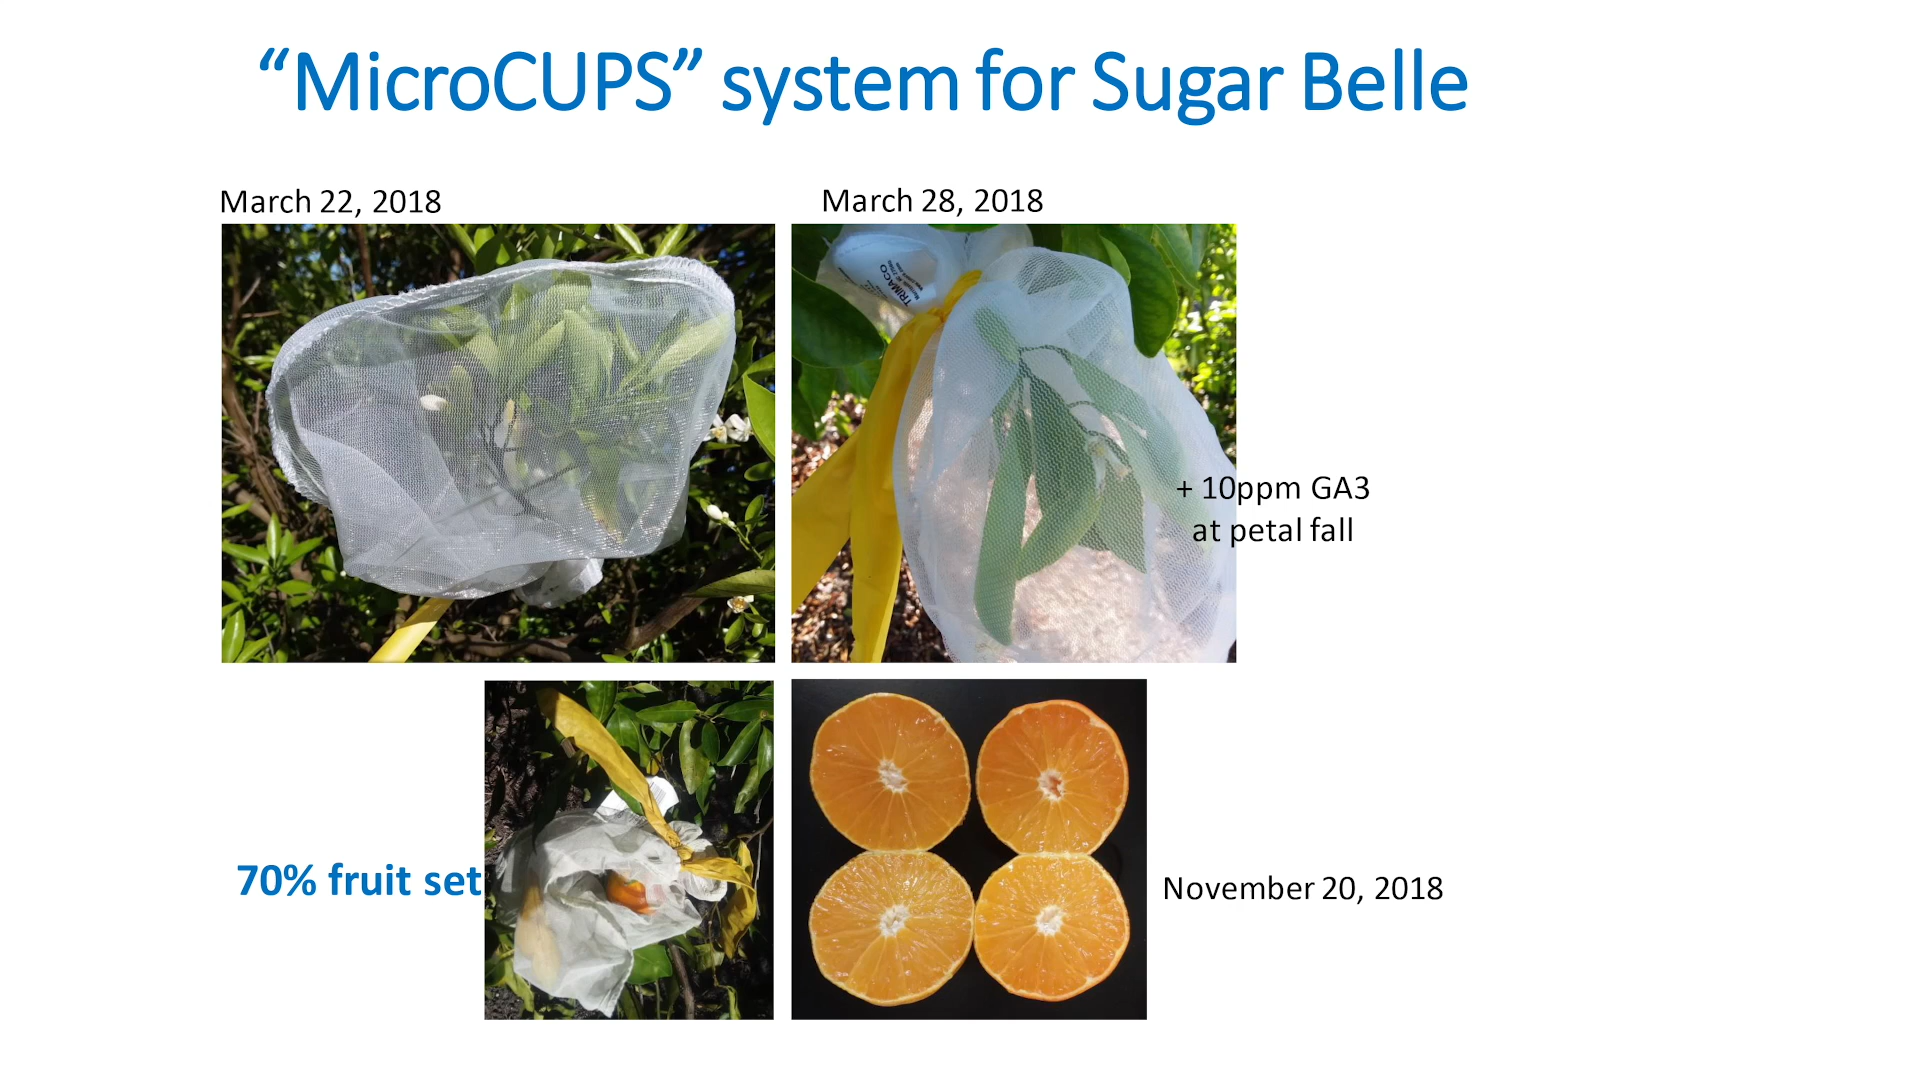 “MicroCUPS” system for Sugar Belle
March 22, 2018
March 28, 2018
TRIMACO
+ 10ppm GA3
at petal fall
70% fruit set
November 20, 2018